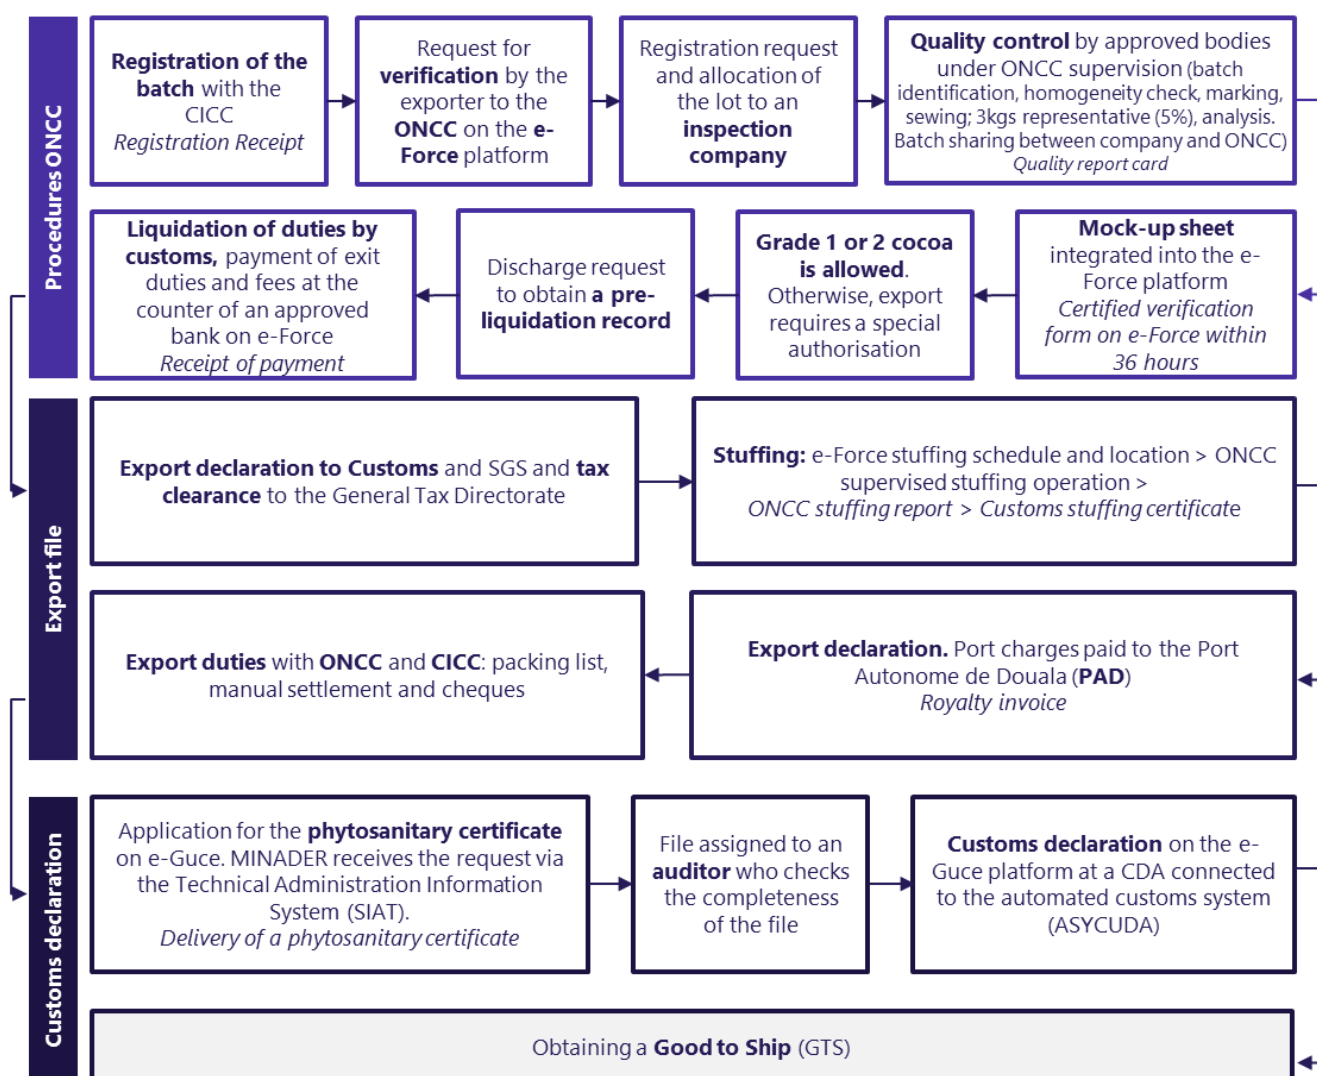 Procedures ONCC
Registration of the
batch with the
CICC
Registration Receipt
Request for
verification by the
exporter to the
ONCC on the e-
Force platform
Registration request
and allocation of
the lot to an
inspection
company
Quality control by approved bodies
under ONCC supervision (batch
identification, homogeneity check, marking,
sewing; 3kgs representative (5%), analysis.
Batch sharing between company and ONCC)
Quality report card
Liquidation of duties by
customs, payment of exit
duties and fees at the
counter of an approved
bank on e-Force
Receipt of payment
Discharge request
to obtain a pre-
liquidation record
Grade 1 or 2 cocoa
is allowed.
Otherwise, export
requires a special
authorisation
Mock-up sheet
integrated into the e-
Force platform
Certified verification
form on e-Force within
36 hours
Export file
Export declaration to Customs and SGS and tax
clearance to the General Tax Directorate
Stuffing: e-Force stuffing schedule and location > ONCC
supervised stuffing operation >
ONCC stuffing report > Customs stuffing certificate
Export duties with ONCC and CICC: packing list,
manual settlement and cheques
Export declaration. Port charges paid to the Port
Autonome de Douala (PAD)
Royalty invoice
Customs declaration
Application for the phytosanitary certificate
on e-Guce. MINADER receives the request via
the Technical Administration Information
System (SIAT).
Delivery of a phytosanitary certificate
File assigned to an
auditor who checks
the completeness
of the file
Customs declaration on the e-
Guce platform at a CDA connected
to the automated customs system
(ASYCUDA)
Obtaining a Good to Ship (GTS)